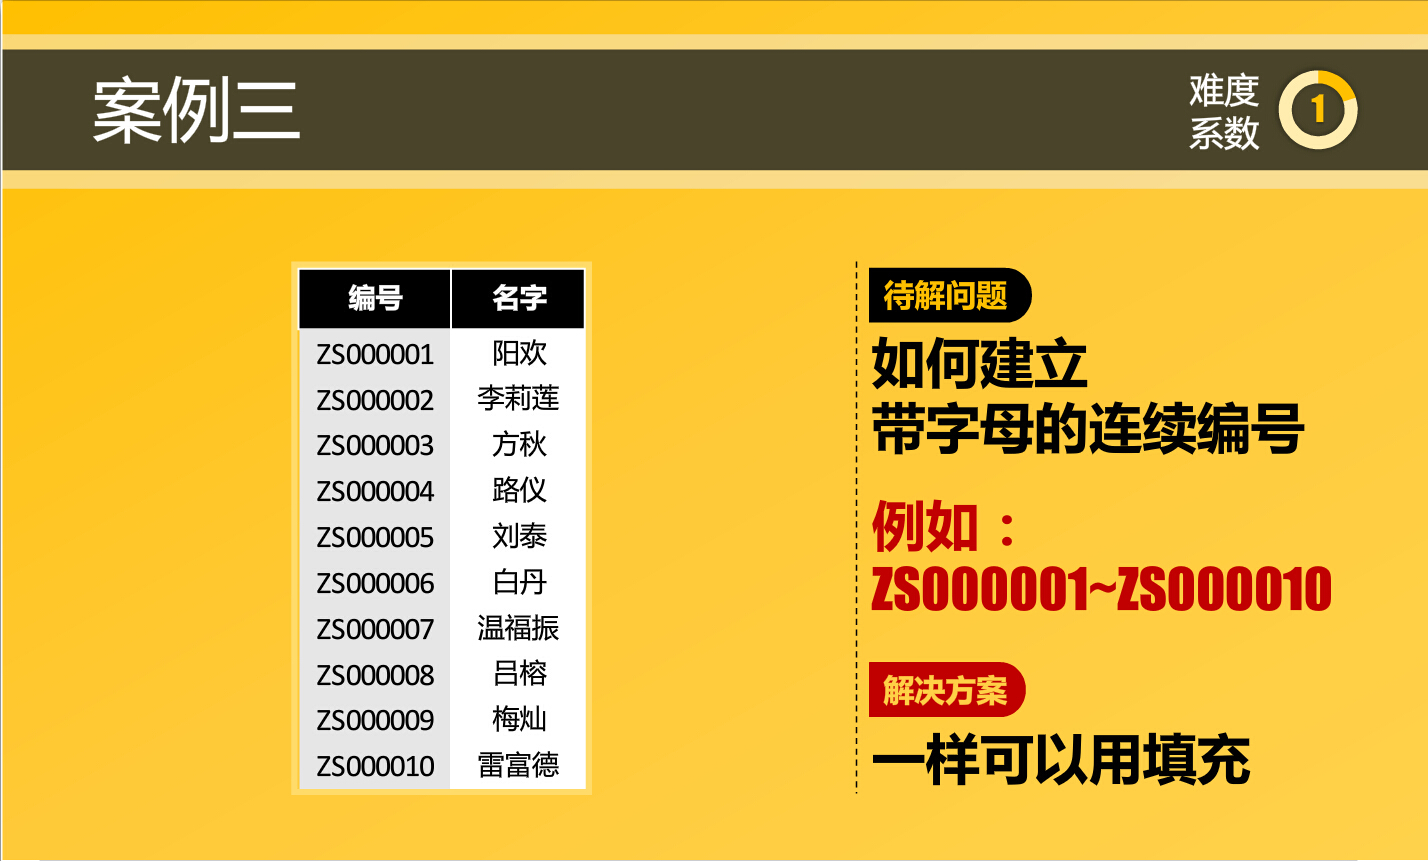 案例三
难度
系数
1
编号 名字
ZS000001 阳欢
ZS000002 李莉莲
ZS000003 方秋
ZS000004 路仪
ZS000005 刘泰
ZS000006 白丹
ZS000007 温福振
ZS000008 吕榕
ZS000009 梅灿
ZS000010 雷富德
待解问题
如何建立
带字母的连续编号
例如：
ZS000001~ZS000010
解决方案
一样可以用填充